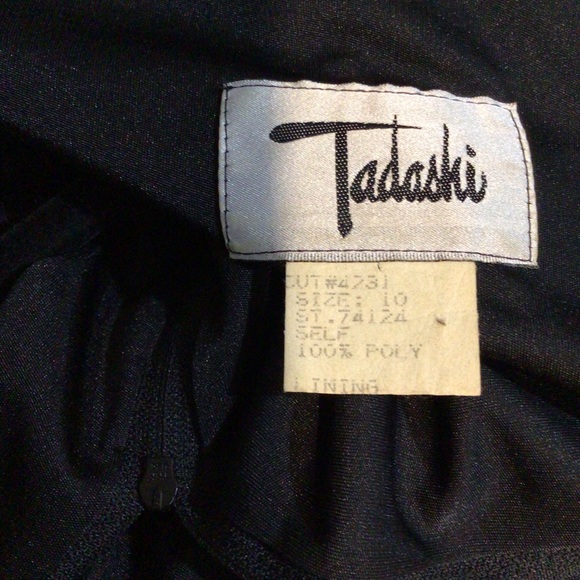 Tadashi
CUT#4731
SIZE: 10
ST.74124
SELF
100% POLY
LINING